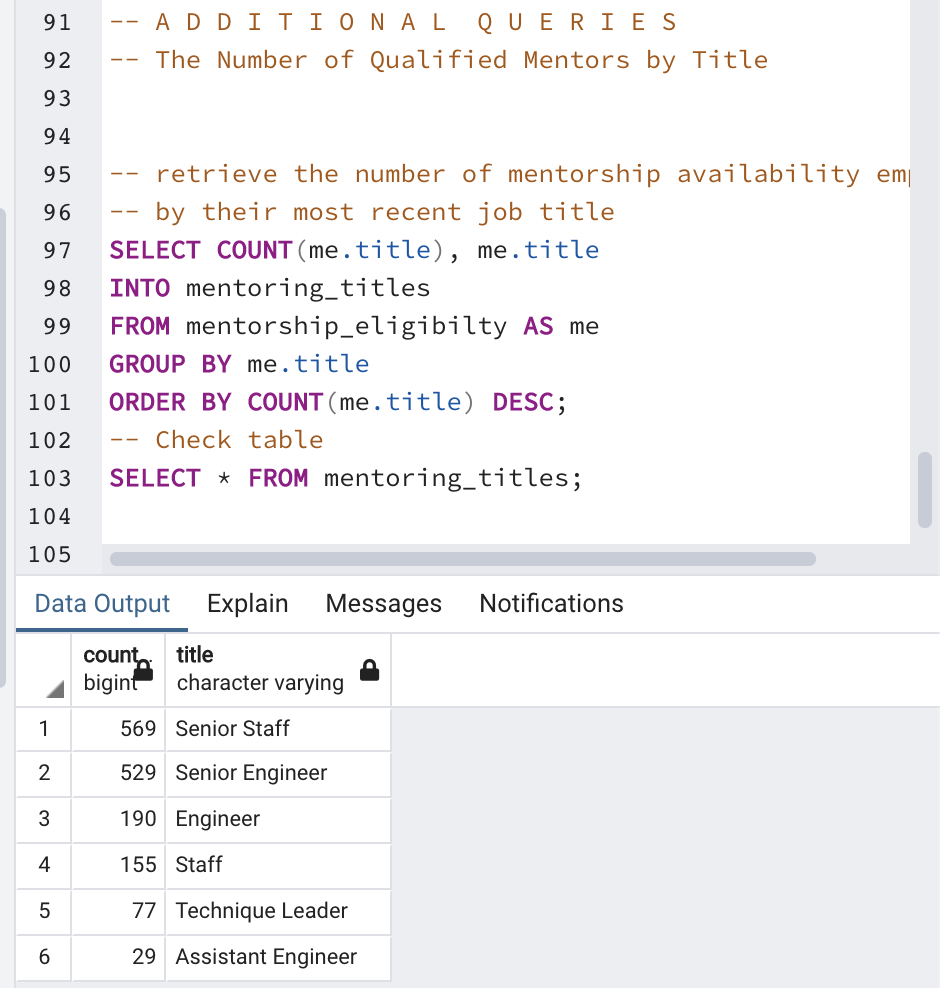 91 -- A D D I T I O N A L  Q U E R I E S
92 -- The Number of Qualified Mentors by Title
93
94
95 -- retrieve the number of mentorship availability
96 -- by their most recent job title
97 SELECT COUNT(me.title), me.title
98 INTO mentoring_titles
99 FROM mentorship_eligibilty AS me
100 GROUP BY me.title
101 ORDER BY COUNT(me.title) DESC;
102 -- Check table
103 SELECT * FROM mentoring_titles;
104
105
Data Output Explain Messages Notifications
count title
bigint character varying
1 569 Senior Staff
2 529 Senior Engineer
3 190 Engineer
4 155 Staff
5 77 Technique Leader
6 29 Assistant Engineer